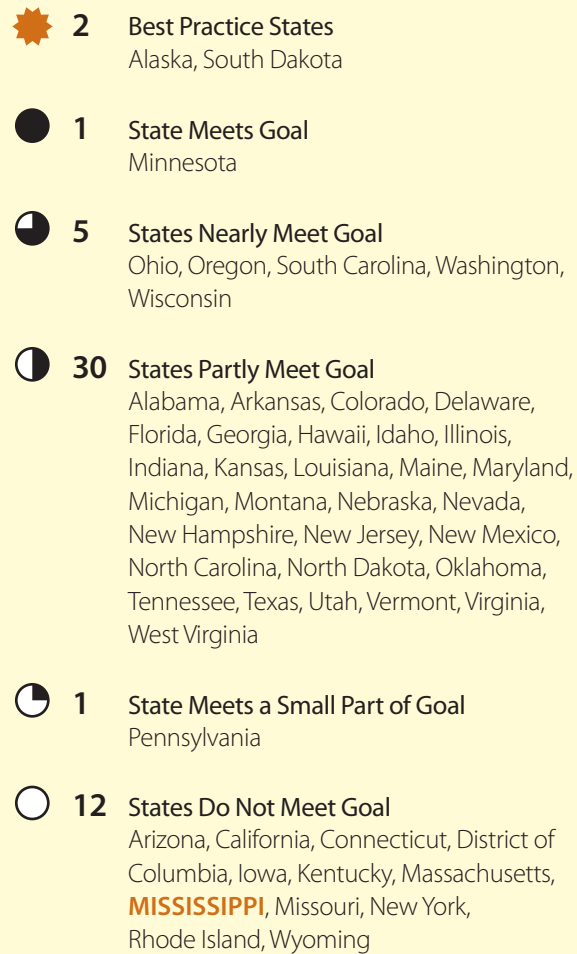 2 Best Practice States
Alaska, South Dakota
1 State Meets Goal
Minnesota
5 States Nearly Meet Goal
Ohio, Oregon, South Carolina, Washington,
Wisconsin
30 States Partly Meet Goal
Alabama, Arkansas, Colorado, Delaware,
Florida, Georgia, Hawaii, Idaho, Illinois,
Indiana, Kansas, Louisiana, Maine, Maryland,
Michigan, Montana, Nebraska, Nevada,
New Hampshire, New Jersey, New Mexico,
North Carolina, North Dakota, Oklahoma,
Tennessee, Texas, Utah, Vermont, Virginia,
West Virginia
1 State Meets a Small Part of Goal
Pennsylvania
12 States Do Not Meet Goal
Arizona, California, Connecticut, District of
Columbia, Iowa, Kentucky, Massachusetts,
MISSISSIPPI, Missouri, New York,
Rhode Island, Wyoming